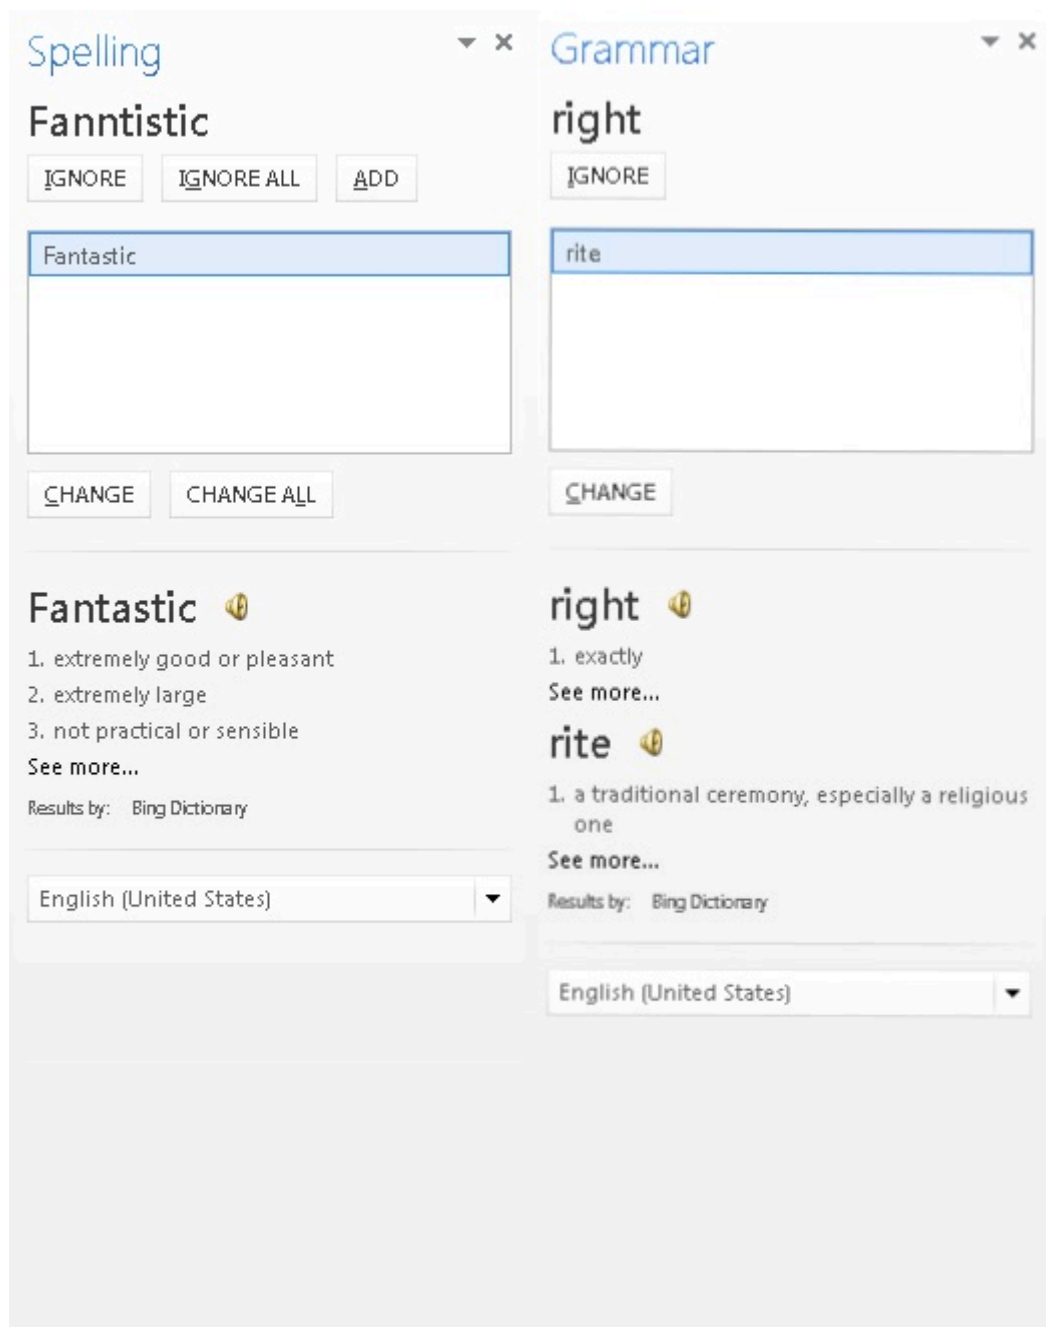 Spelling
Fanntistic
IGNORE IGNORE ALL ADD
Fantastic
CHANGE CHANGE ALL
Fantastic
1. extremely good or pleasant
2. extremely large
3. not practical or sensible
See more...
Results by: Bing Dictionary
English (United States)
Grammar
right
IGNORE
rite
CHANGE
right
1. exactly
See more...
rite
1. a traditional ceremony, especially a religious
one
See more...
Results by: Bing Dictionary
English (United States)